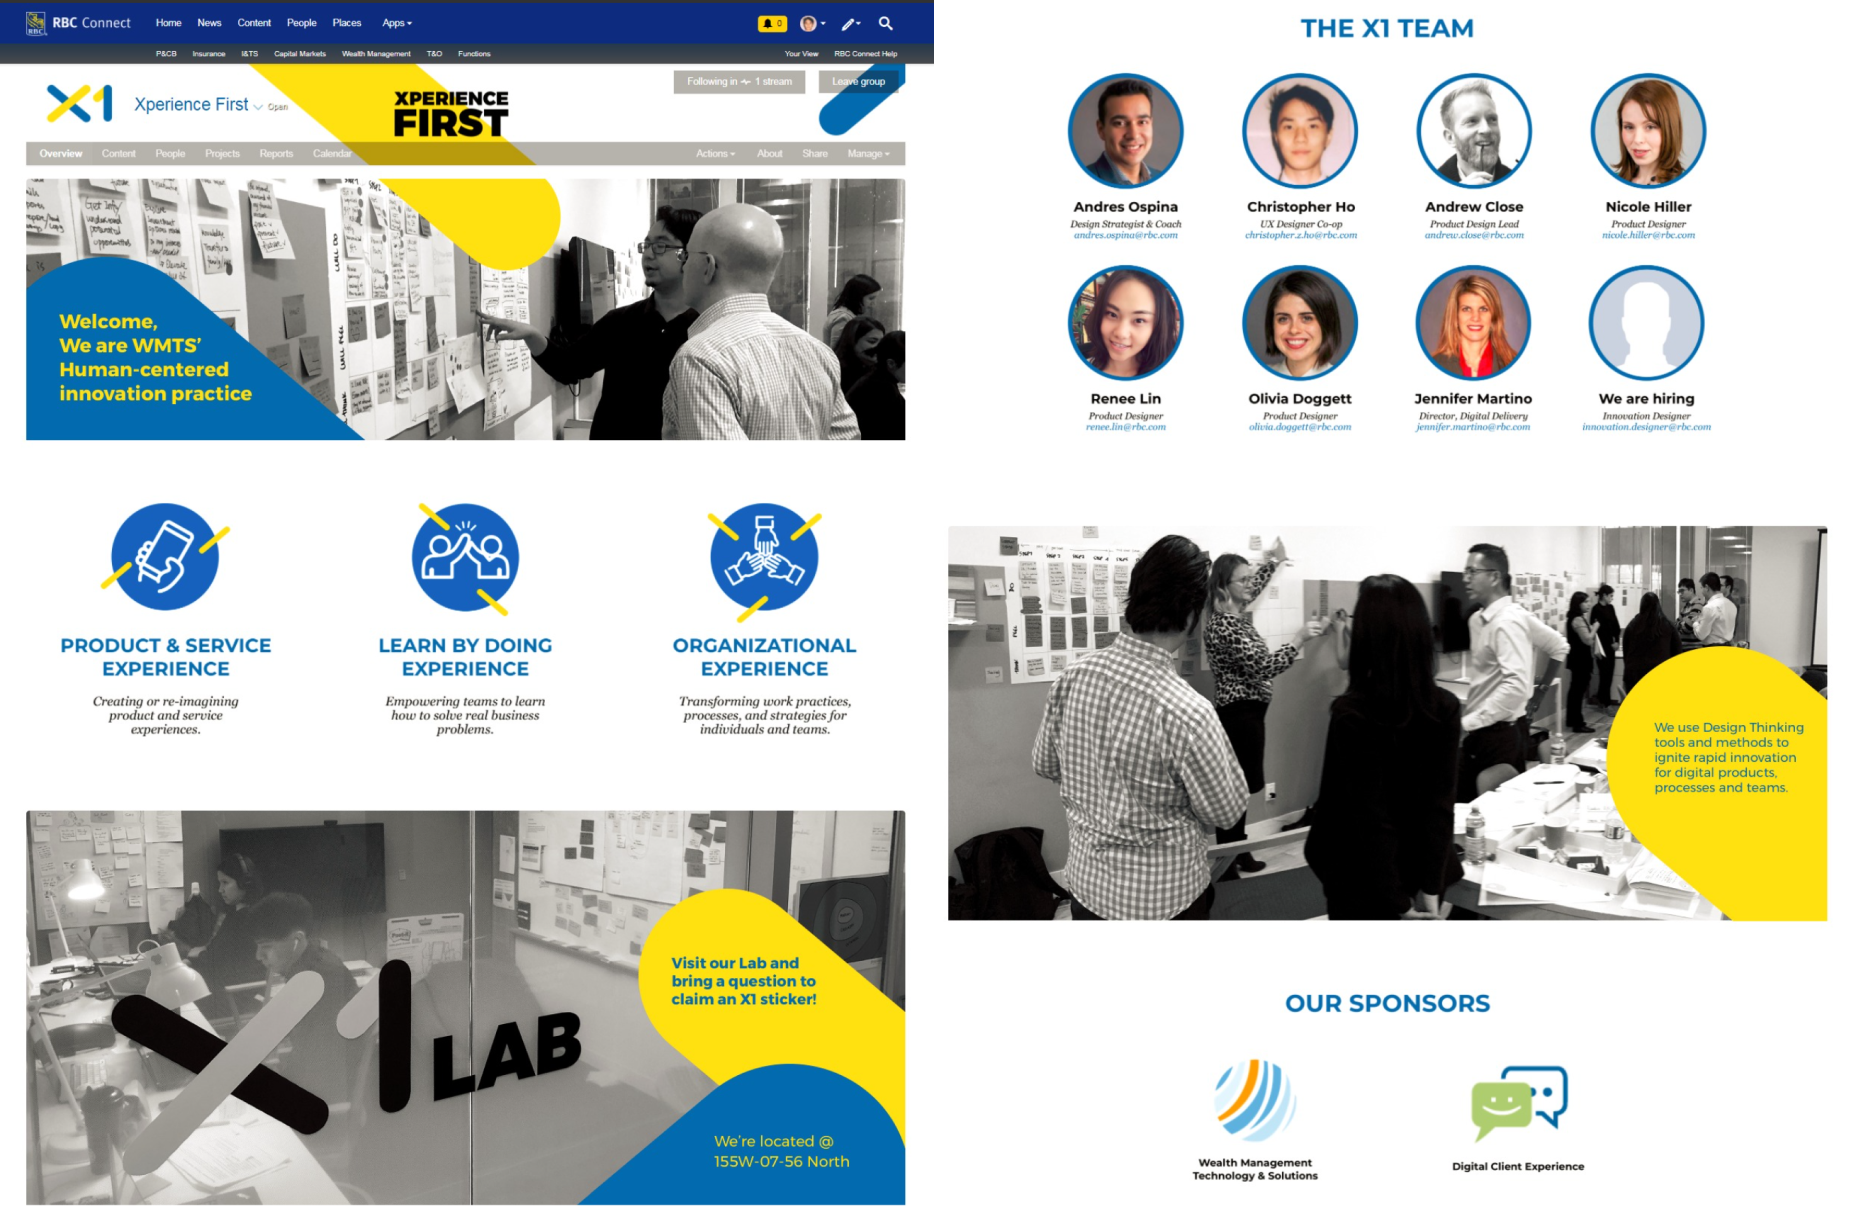 RBC Connect
Home News Content People Places Apps
0
P&CB Insurance I&TS Capital Markets Wealth Management T&O Functions
Your View RBC Connect Help
RBC
X1
Xperience First Open
XPERIENCE
FIRST
Following in 1 stream
Leave group
Overview Content People Projects Reports Calendar
Actions About Share Manage
Welcome,
We are WMTS'
Human-centered
innovation practice
PRODUCT & SERVICE
EXPERIENCE
Creating or re-imagining
product and service
experiences.
LEARN BY DOING
EXPERIENCE
Empowering teams to learn
how to solve real business
problems.
ORGANIZATIONAL
EXPERIENCE
Transforming work practices,
processes, and strategies for
individuals and teams.
X1 LAB
Visit our Lab and
bring a question to
claim an X1 sticker!
We're located @
155W-07-56 North
THE X1 TEAM
Andres Ospina
Design Strategist & Coach
andres.ospina@rbc.com
Christopher Ho
UX Designer Co-op
christopher.z.ho@rbc.com
Andrew Close
Product Design Lead
andrew.close@rbc.com
Nicole Hiller
Product Designer
nicole.hiller@rbc.com
Renee Lin
Product Designer
renee.lin@rbc.com
Olivia Doggett
Product Designer
olivia.doggett@rbc.com
Jennifer Martino
Director, Digital Delivery
jennifer.martino@rbc.com
We are hiring
Innovation Designer
innovation.designer@rbc.com
We use Design Thinking
tools and methods to
ignite rapid innovation
for digital products,
processes and teams.
OUR SPONSORS
Wealth Management
Technology & Solutions
Digital Client Experience